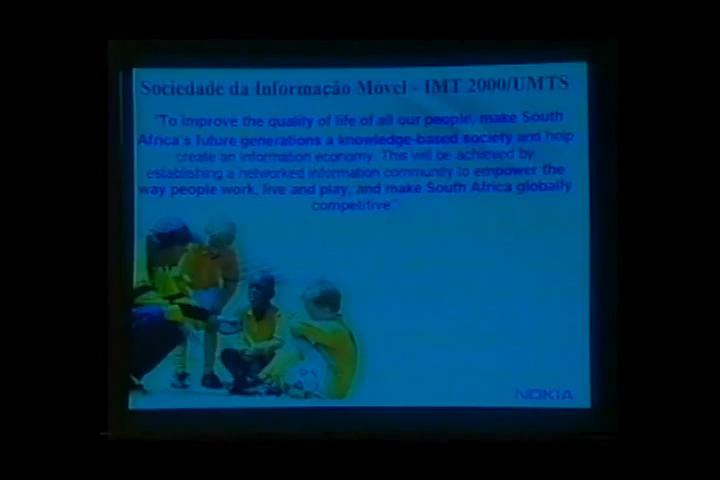 Sociedade da Informação Móvel - IMT 2000/UMTS
"To improve the quality of life of all our people, make South
Africa's future generations a knowledge-based society and help
create an information economy. This will be achieved by
establishing a networked information community to empower the
way people work, live and play, and make South Africa globally
competitive"
NOKIA